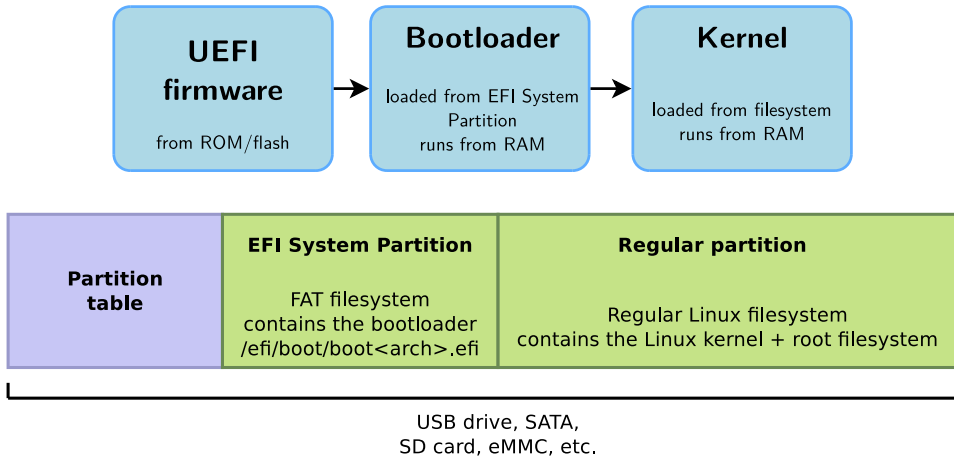 UEFI
firmware
from ROM/flash
Bootloader
loaded from EFI System
Partition
runs from RAM
Kernel
loaded from filesystem
runs from RAM
Partition
table
EFI System Partition
FAT filesystem
contains the bootloader
/efi/boot/boot<arch>.efi
Regular partition
Regular Linux filesystem
contains the Linux kernel + root filesystem
USB drive, SATA,
SD card, eMMC, etc.